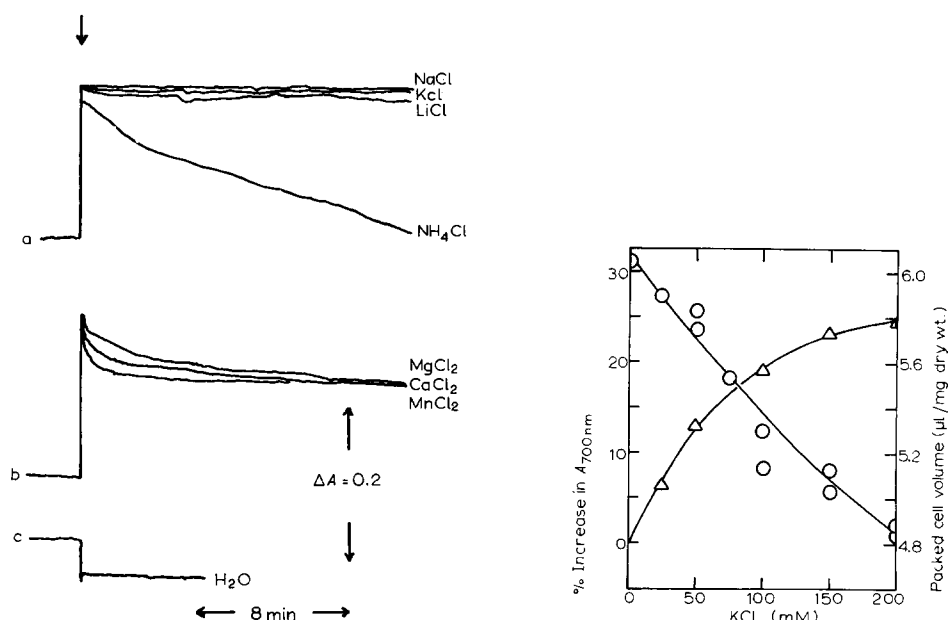 NaCl
Kcl
LiCl
a
NH4Cl
MgCl2
CaCl2
MnCl2
b
ΔA = 0.2
c
H2O
8 min
% Increase in A700nm
30
20
10
0
6.0
5.6
5.2
4.8
Packed cell volume (μl/mg dry wt.)
0 50 100 150 200
KCl (mM)